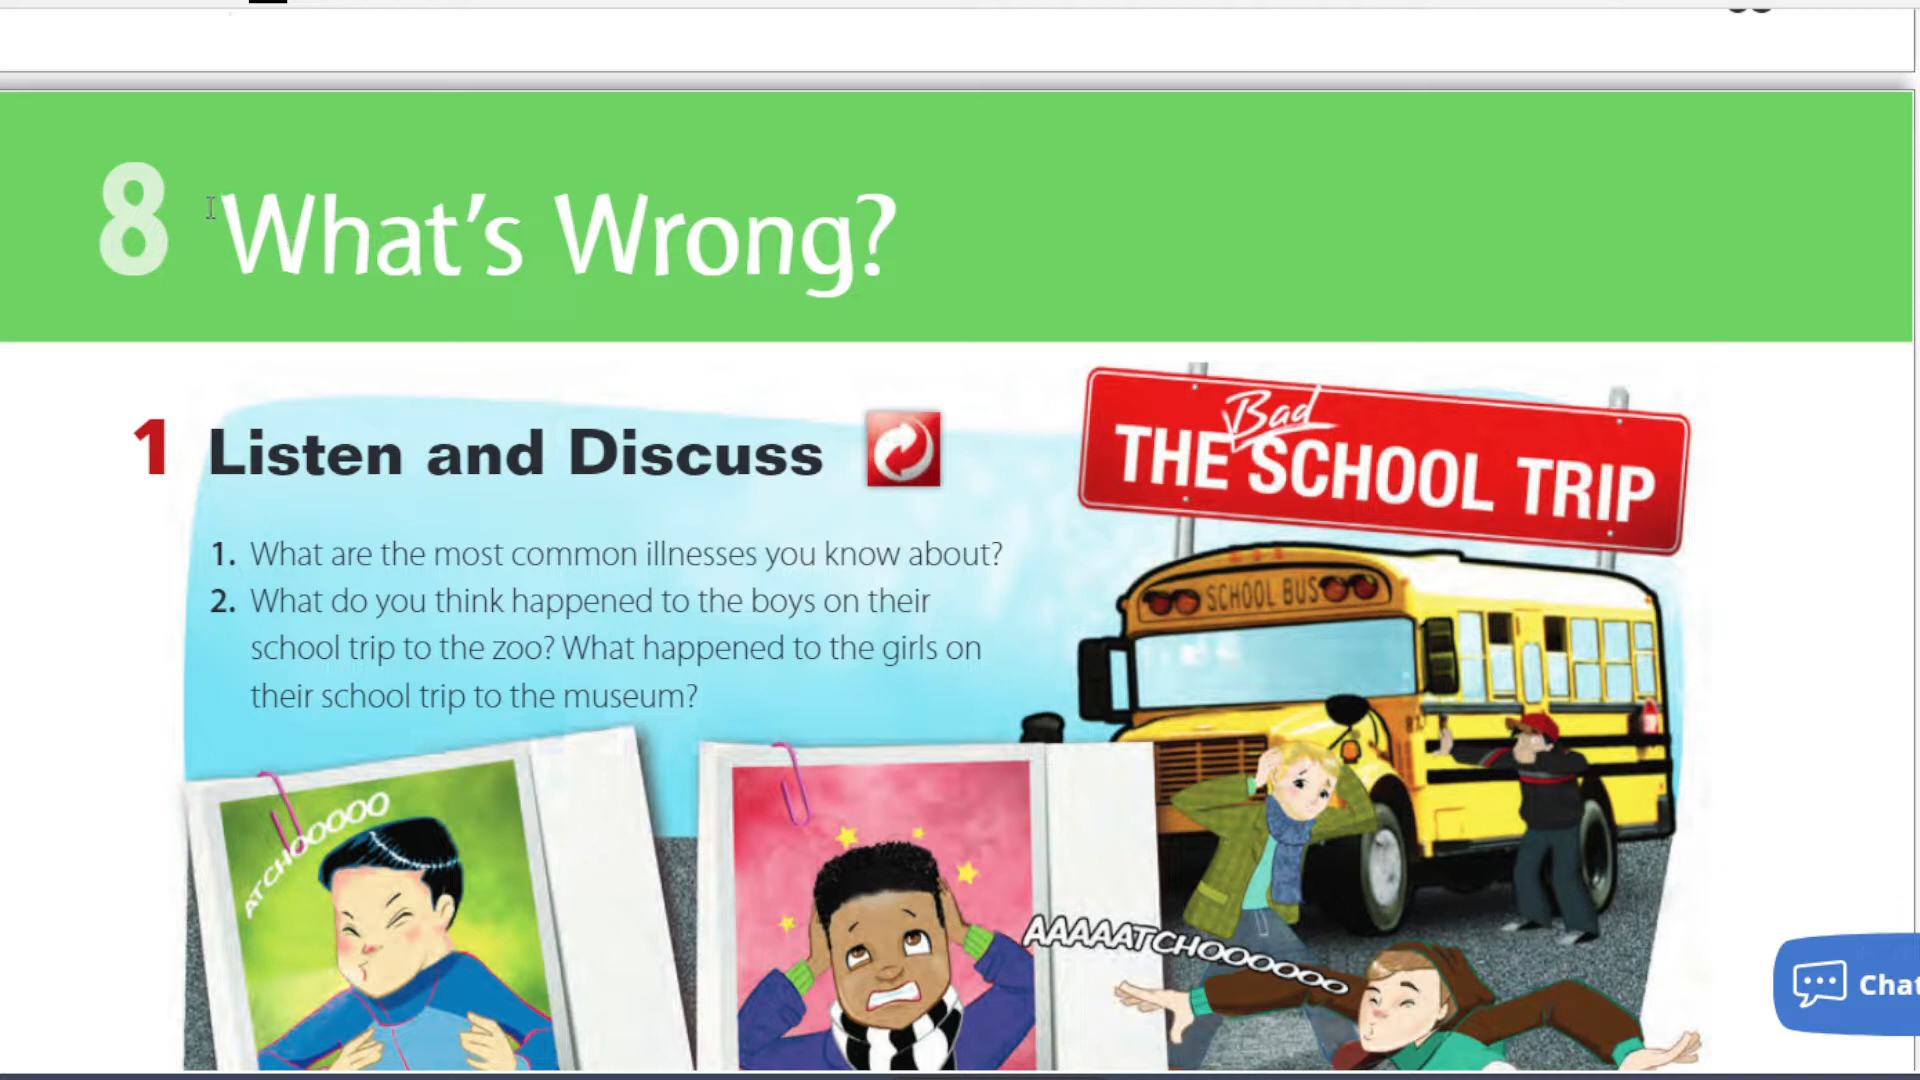 8 What's Wrong?
1 Listen and Discuss
1. What are the most common illnesses you know about?
2. What do you think happened to the boys on their
school trip to the zoo? What happened to the girls on
their school trip to the museum?
Bad
THE SCHOOL TRIP
SCHOOL BUS
ATCHOOOOO
AAAAATCHOOOOOO
Chat